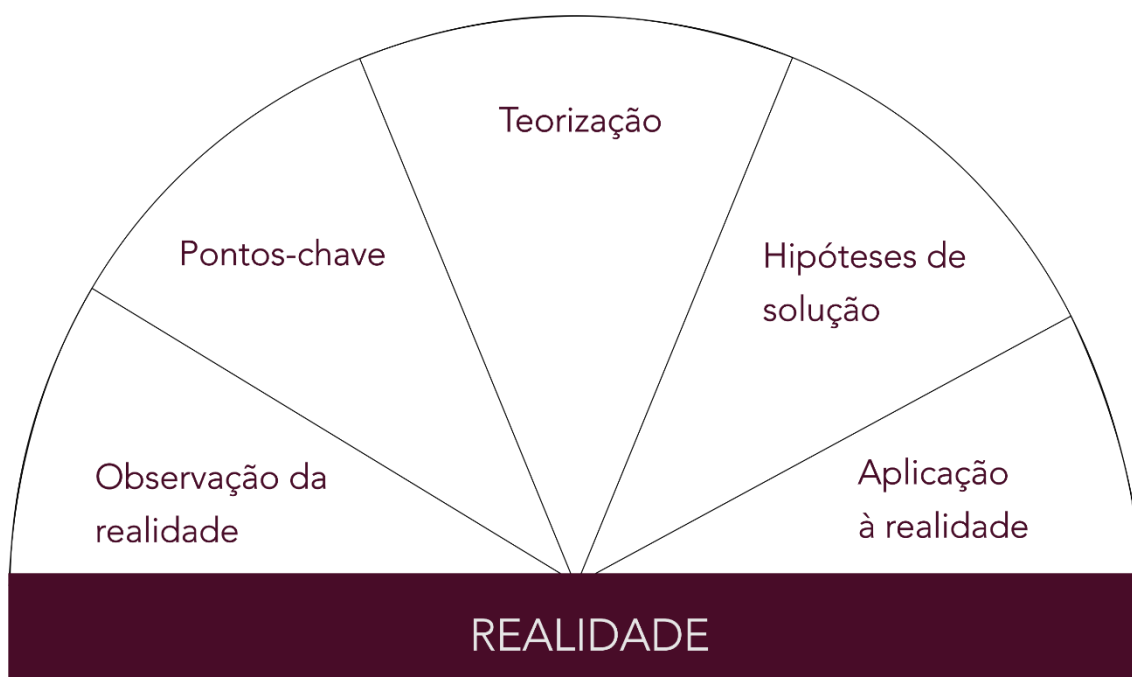 Teorização
Pontos-chave
Hipóteses de
solução
Observação da
realidade
Aplicação
à realidade
REALIDADE